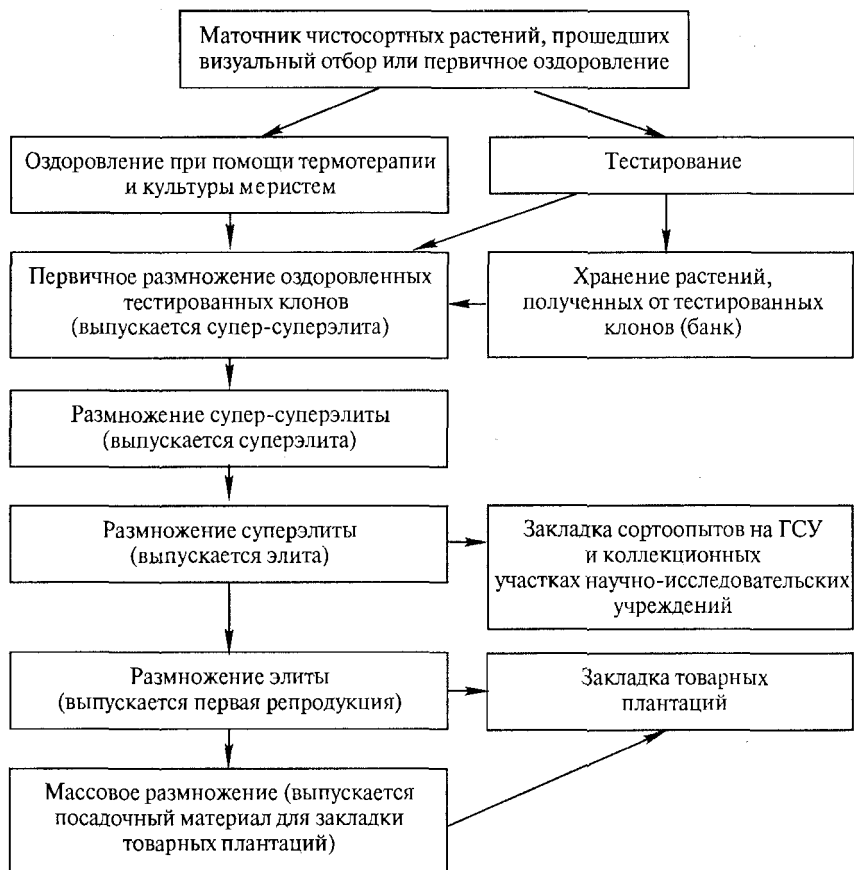 Маточник чистосортных растений, прошедших
визуальный отбор или первичное оздоровление
Оздоровление при помощи термотерапии
и культуры меристем
Тестирование
Первичное размножение оздоровленных
тестированных клонов
(выпускается супер-суперэлита)
Хранение растений,
полученных от тестированных
клонов (банк)
Размножение супер-суперэлиты
(выпускается суперэлита)
Размножение суперэлиты
(выпускается элита)
Закладка сортоопытов на ГСУ
и коллекционных
участках научно-исследовательских
учреждений
Размножение элиты
(выпускается первая репродукция)
Закладка товарных
плантаций
Массовое размножение (выпускается
посадочный материал для закладки
товарных плантаций)